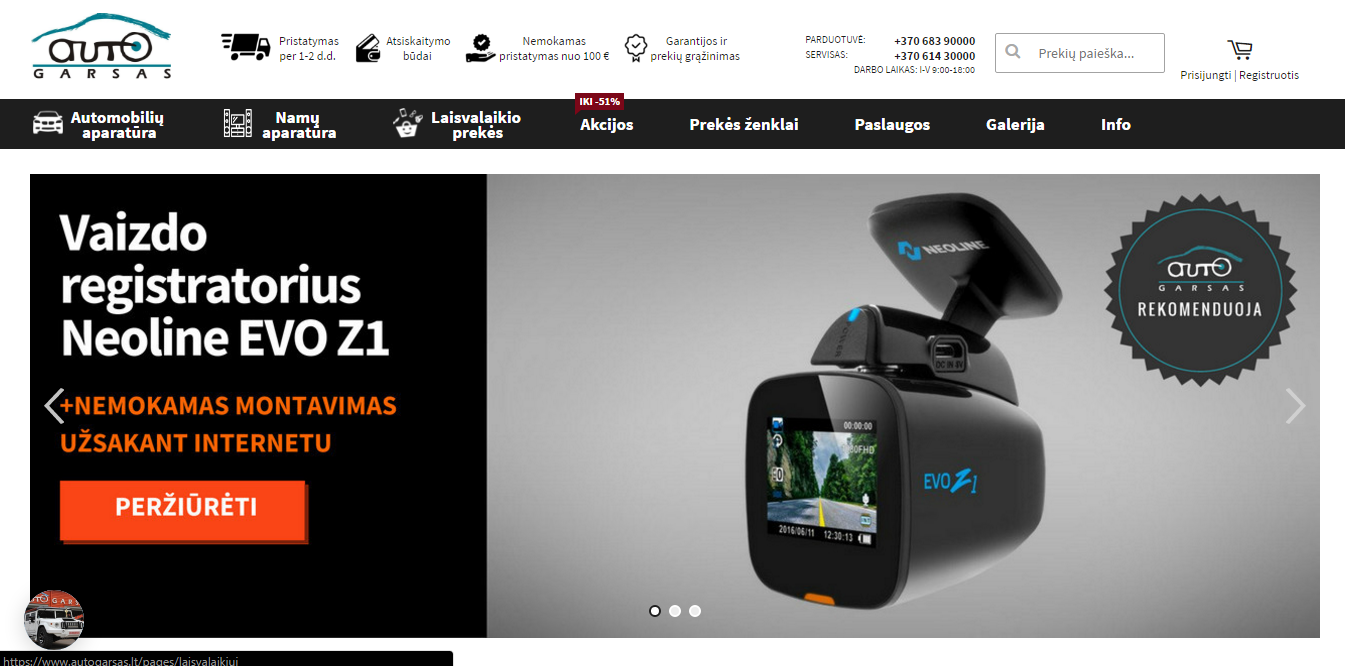 AUTO
GARSAS
Pristatymas
per 1-2 d.d.
Atsiskaitymo
būdai
Nemokamas
pristatymas nuo 100 €
Garantijos ir
prekių grąžinimas
PARDUOTUVĖ: +370 683 90000
SERVISAS: +370 614 30000
DARBO LAIKAS: I-V 9:00-18:00
Prekių paieška...
Prisijungti | Registruotis
Automobilių
aparatūra
Namų
aparatūra
Laisvalaikio
prekės
IKI -51%
Akcijos
Prekės ženklai
Paslaugos
Galerija
Info
Vaizdo
registratorius
Neoline EVO Z1
+NEMOKAMAS MONTAVIMAS
UŽSAKANT INTERNETU
PERŽIŪRĖTI
NEOLINE
DC IN 5V
00:00:00
EVO Z1
2016/06/11 12:30:13
AUTO
GARSAS
REKOMENDUOJA
https://www.autogarsas.lt/pages/laisvalaikiui